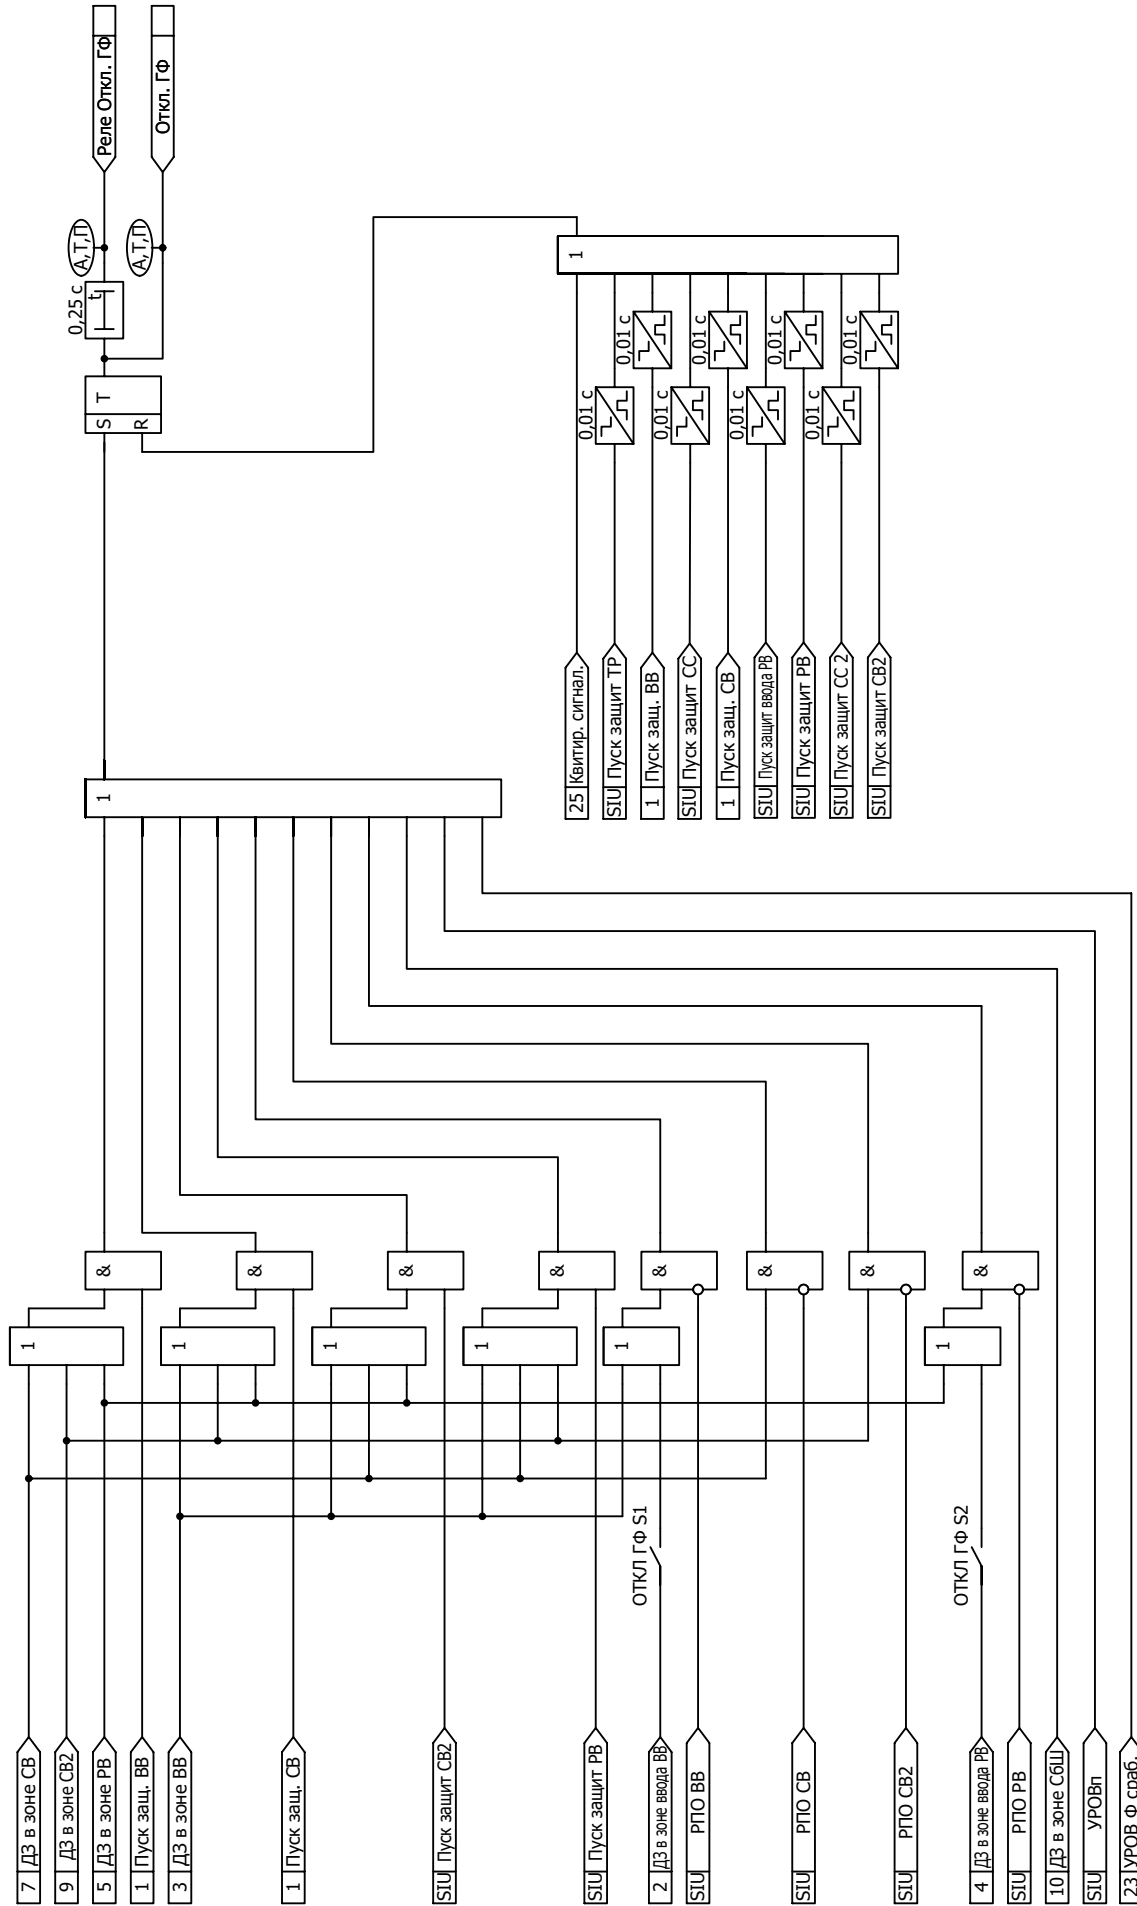 Реле Откл. ГФ
Откл. ГФ
А,Т,П
А,Т,П
0,25 с
t
S T
R
1
0,01 с
0,01 с
0,01 с
0,01 с
0,01 с
0,01 с
0,01 с
0,01 с
25 Квитир. сигнал.
SIU Пуск защит ТР
1 Пуск защ. ВВ
SIU Пуск защит СС
1 Пуск защ. СВ
SIU Пуск защит ввода РВ
SIU Пуск защит РВ
SIU Пуск защит СС 2
SIU Пуск защит СВ2
1
&
&
&
&
&
&
&
&
1
1
1
1
1
1
ОТКЛ ГФ S1
ОТКЛ ГФ S2
7 ДЗ в зоне СВ
9 ДЗ в зоне СВ2
5 ДЗ в зоне РВ
1 Пуск защ. ВВ
3 ДЗ в зоне ВВ
1 Пуск защ. СВ
SIU Пуск защит СВ2
SIU Пуск защит РВ
2 ДЗ в зоне ввода ВВ
SIU РПО ВВ
SIU РПО СВ
SIU РПО СВ2
4 ДЗ в зоне ввода РВ
SIU РПО РВ
10 ДЗ в зоне СбШ
SIU УРОВп
23 УРОВ Ф сраб.